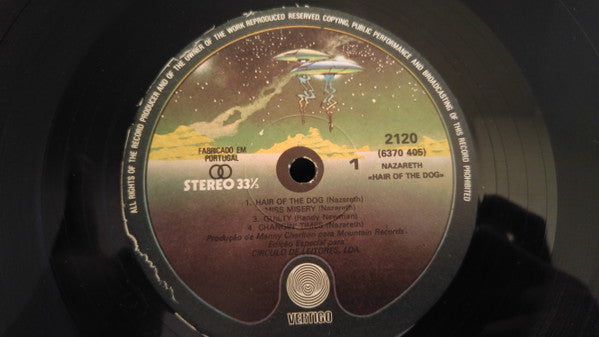 ALL RIGHTS OF THE RECORD PRODUCER AND OF THE OWNER OF THE WORK REPRODUCED RESERVED, COPYING, PUBLIC PERFORMANCE AND BROADCASTING OF THIS RECORD PROHIBITED
FABRICADO EM
PORTUGAL
STEREO 33⅓
1
2120
(6370 405)
NAZARETH
«HAIR OF THE DOG»
1. HAIR OF THE DOG (Nazareth)
MISS MISERY (Nazareth)
3. GUILTY (Randy Newman)
4. CHANGIN' TIMES (Nazareth)
Produção de Manny Charlton para Mountain Records
Edição Especial para
CÍRCULO DE LEITORES, LDA.
VERTIGO